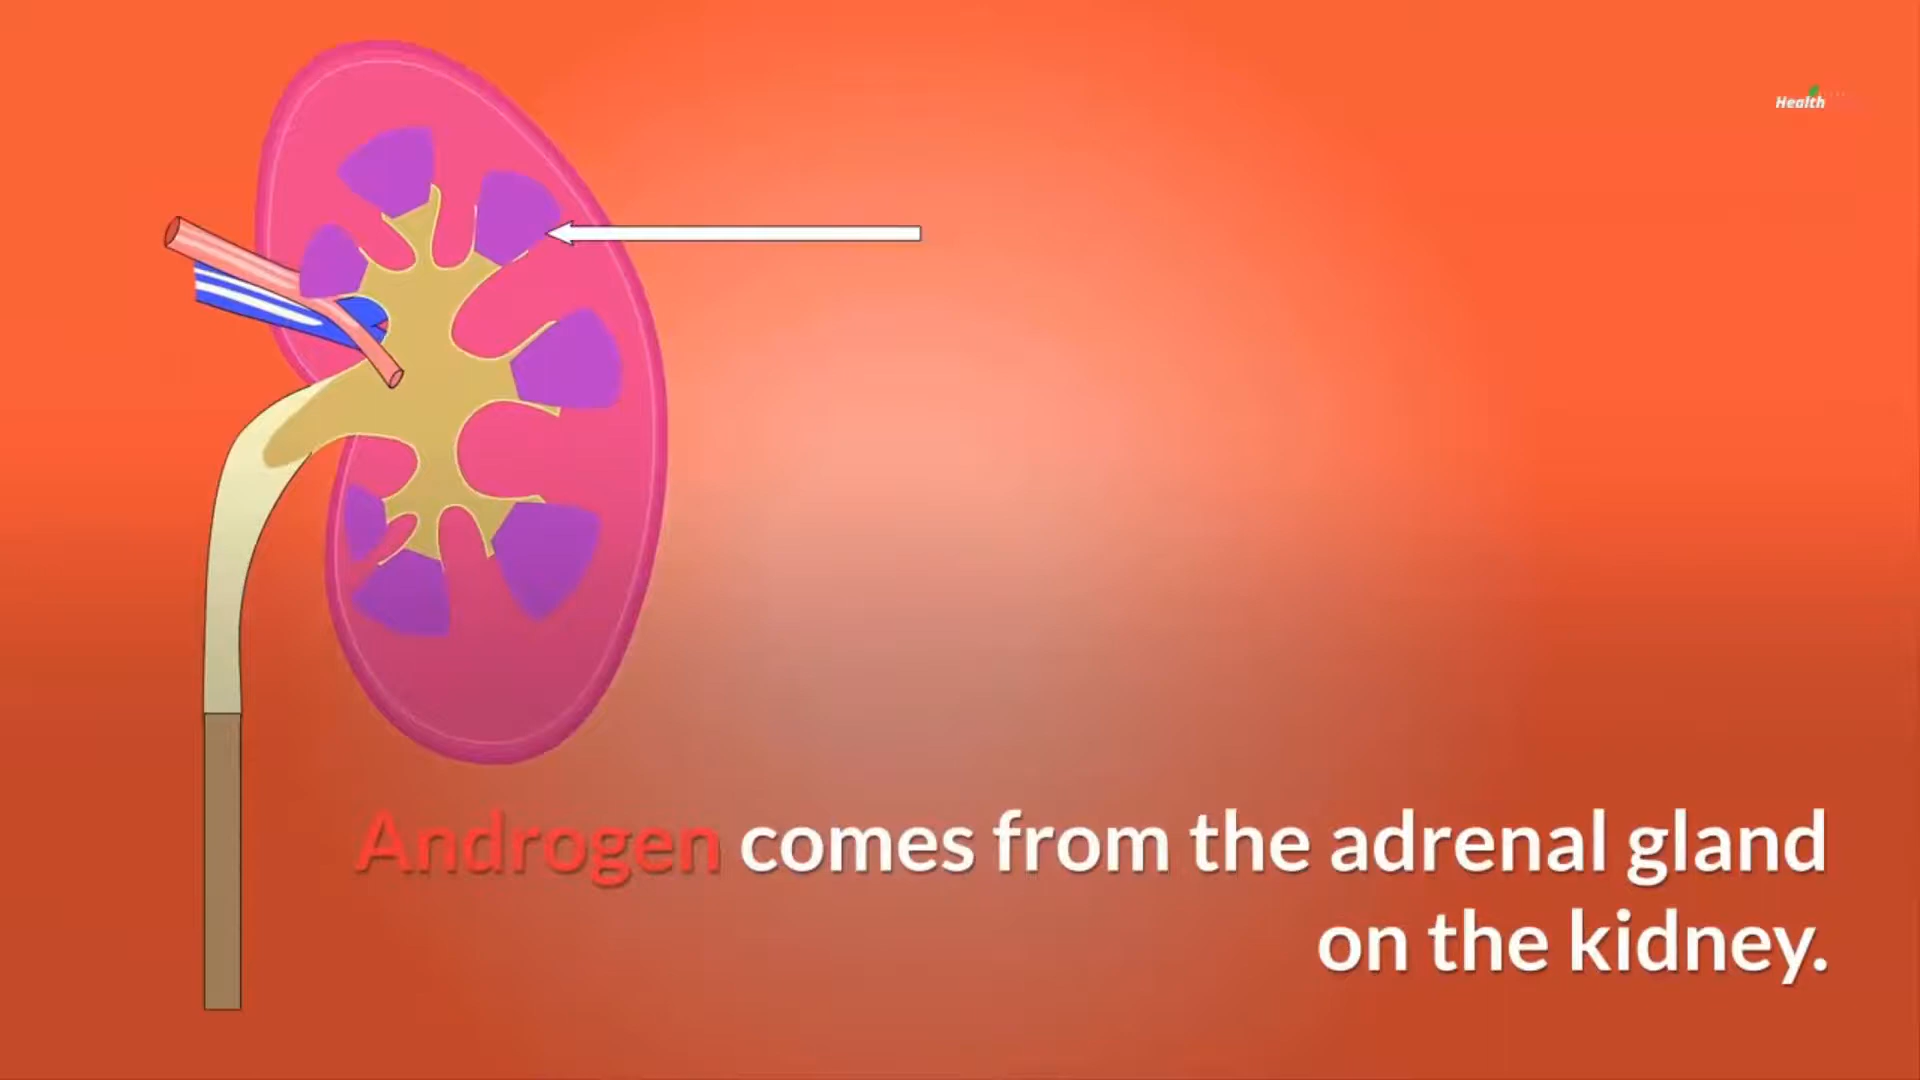 Health
Androgen comes from the adrenal gland
on the kidney.